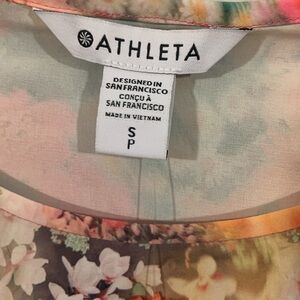 ATHLETA
DESIGNED IN
SAN FRANCISCO
CONÇU À
SAN FRANCISCO
MADE IN VIETNAM
S
P